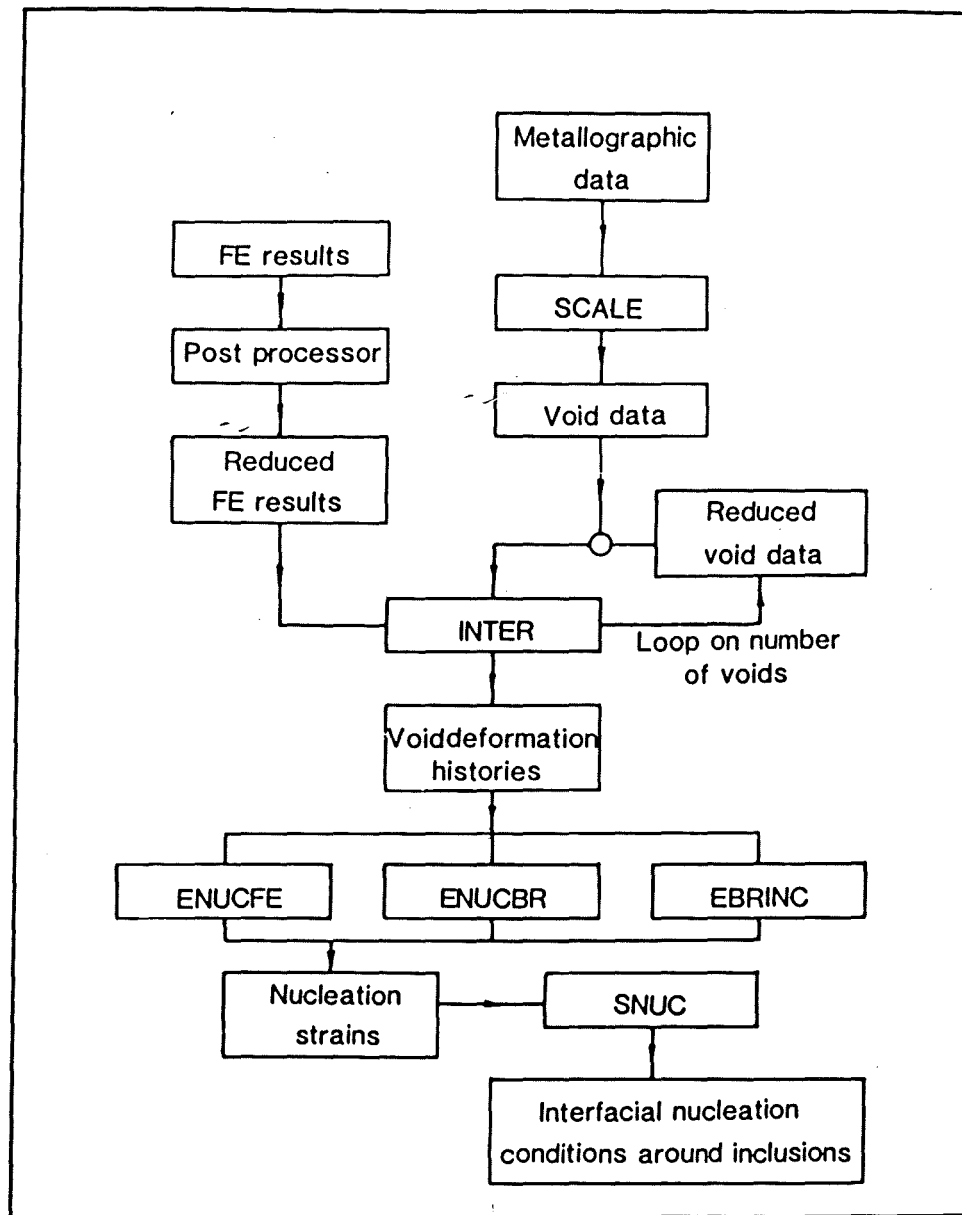 Metallographic
data
FE results
SCALE
Post processor
Void data
Reduced
FE results
Reduced
void data
INTER
Loop on number
of voids
Voiddeformation
histories
ENUCFE
ENUCBR
EBRINC
Nucleation
strains
SNUC
Interfacial nucleation
conditions around inclusions